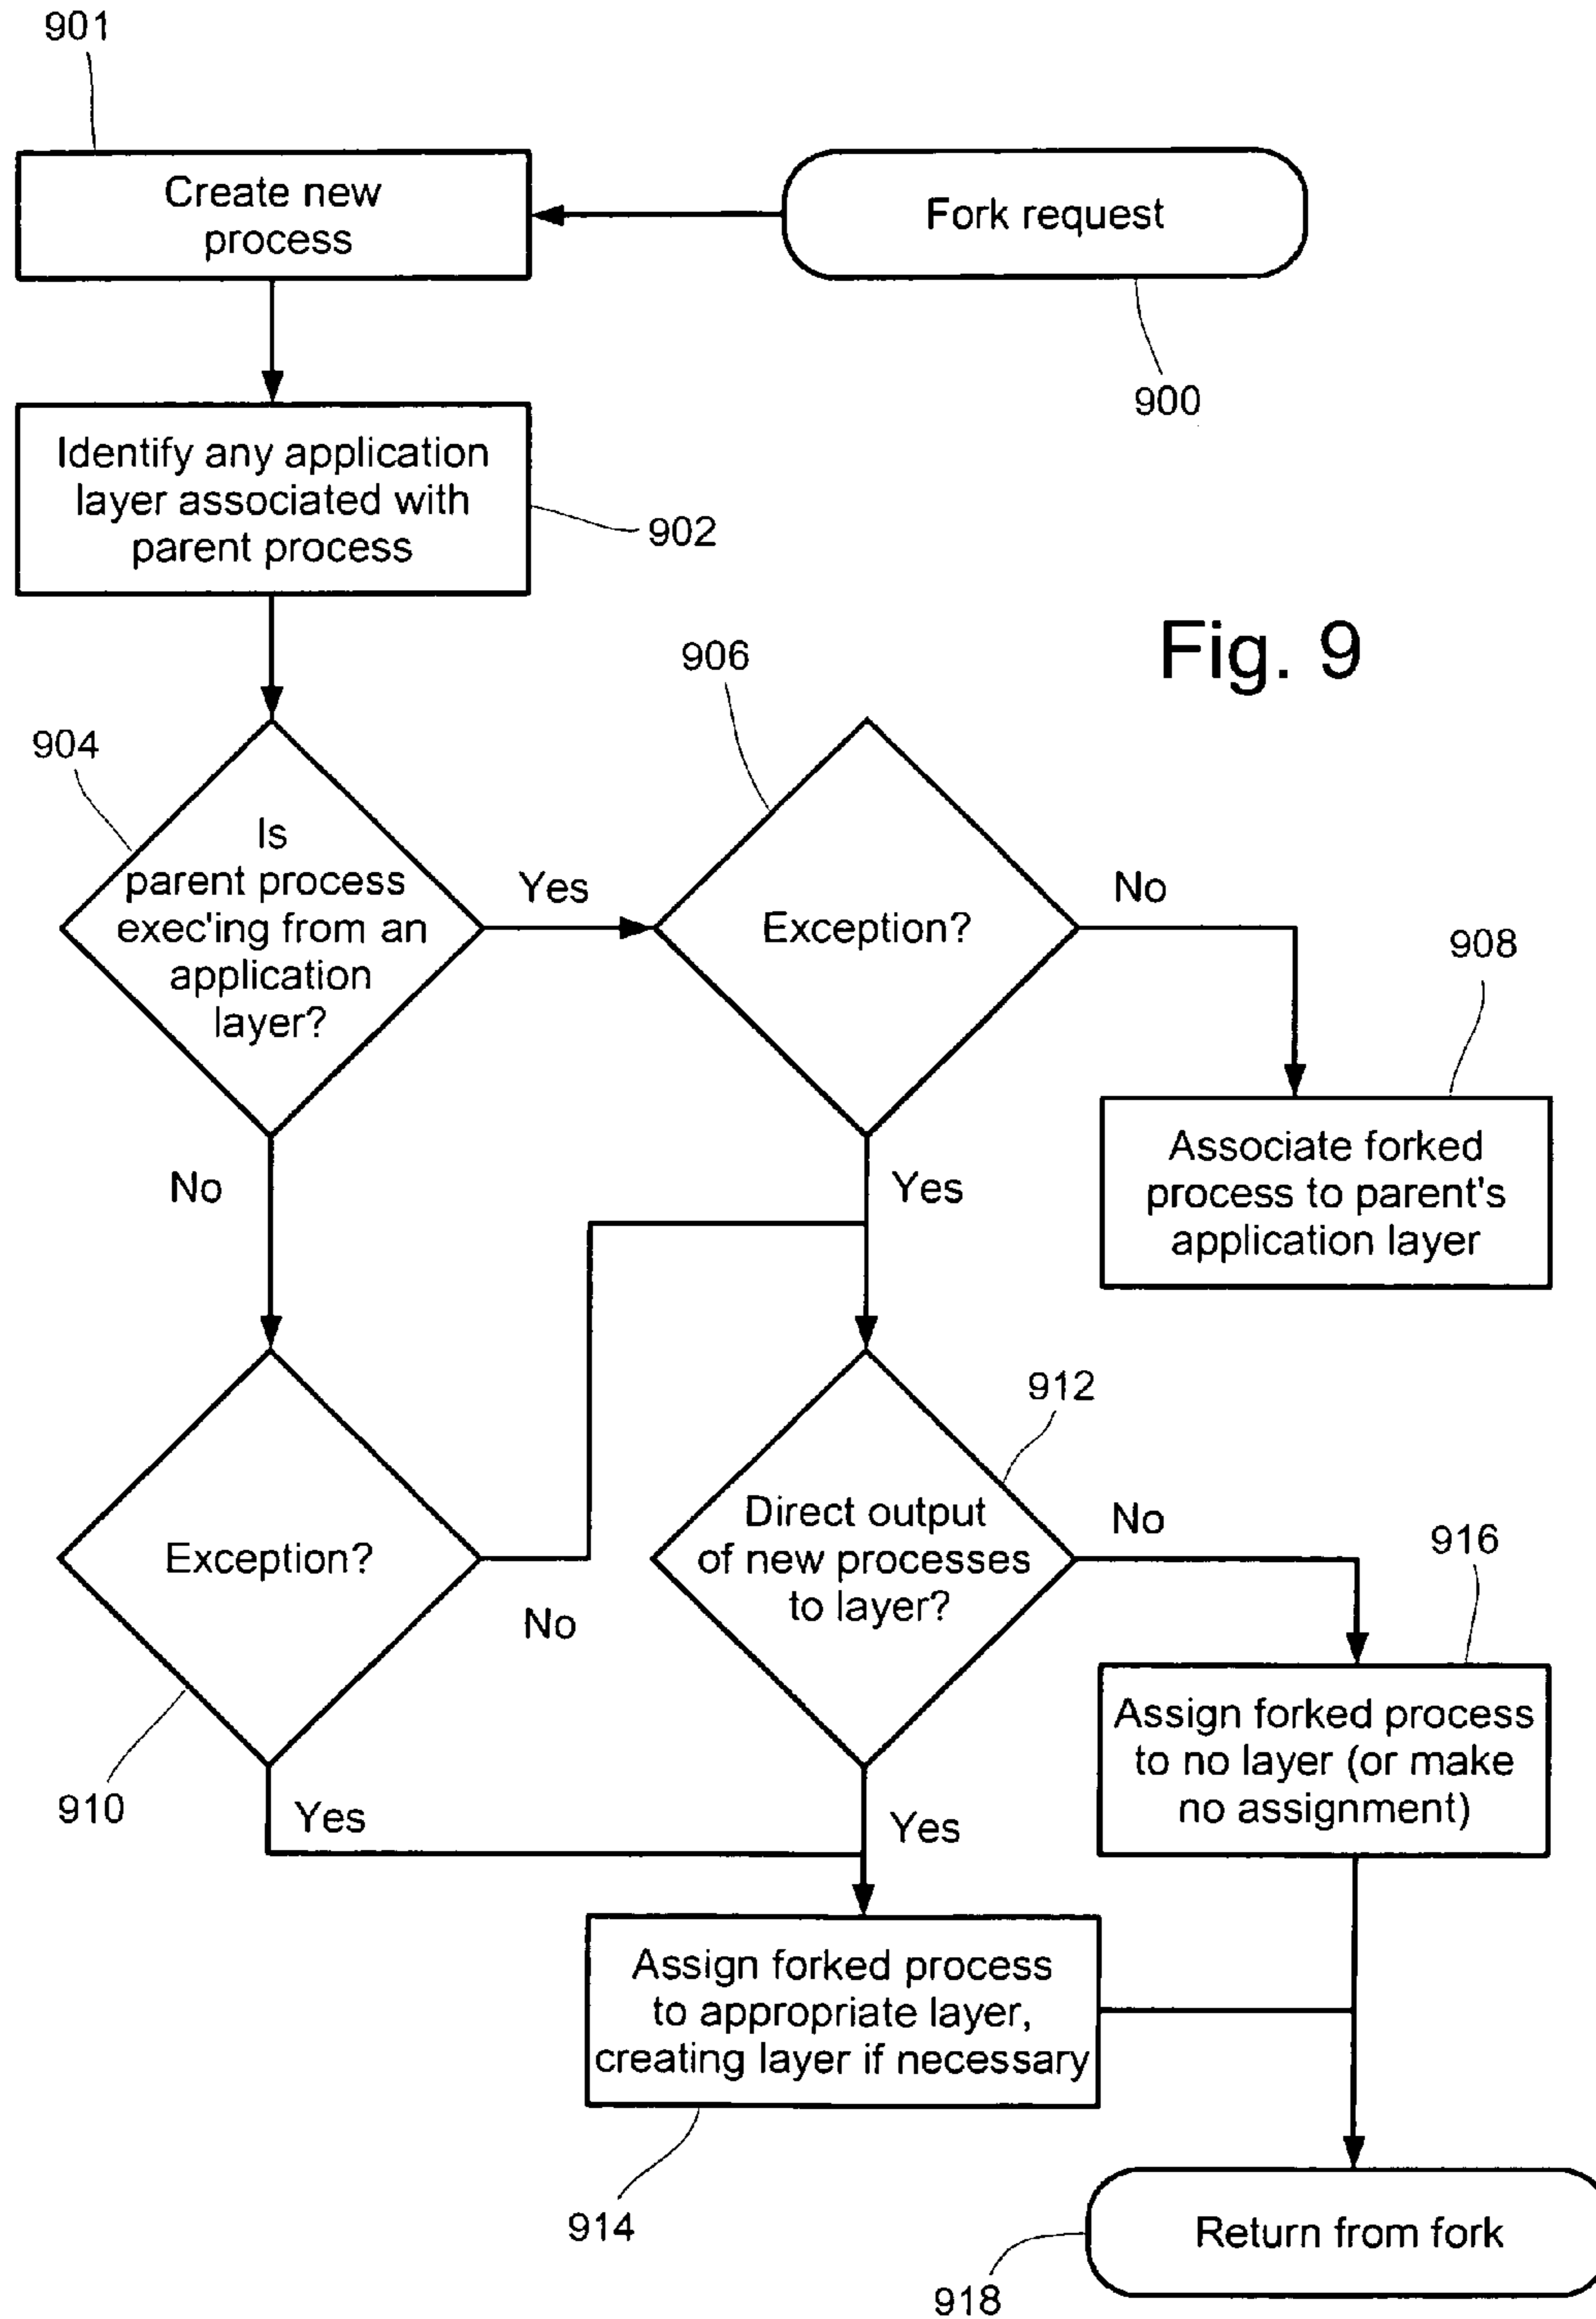 901
Create new
process
Fork request
900
Identify any application
layer associated with
parent process
902
Fig. 9
906
904
Is
parent process
exec'ing from an
application
layer?
Yes
Exception?
No
908
Associate forked
process to parent's
application layer
No
Yes
912
Exception?
No
Direct output
of new processes
to layer?
No
916
Assign forked process
to no layer (or make
no assignment)
910
Yes
Yes
Assign forked process
to appropriate layer,
creating layer if necessary
914
Return from fork
918